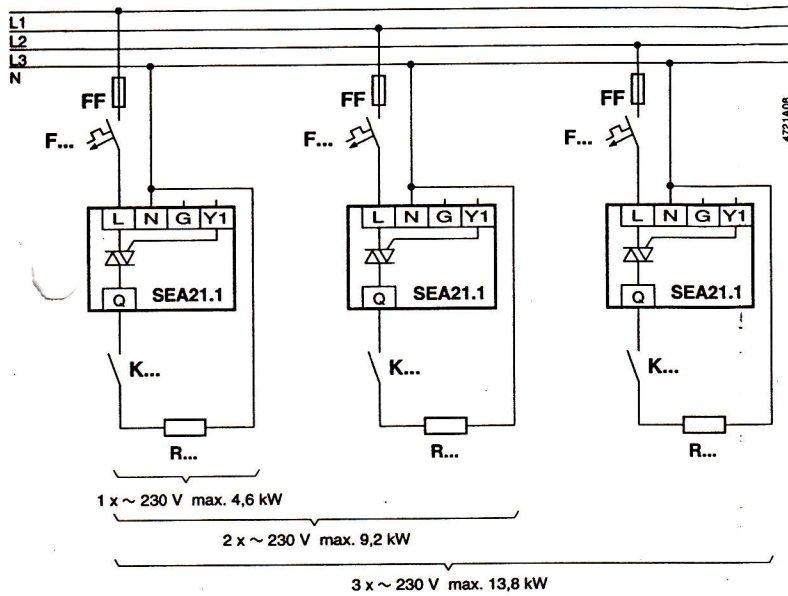 L1
L2
L3
N
FF FF FF
F... F... F...
4721A08
L N G Y1 L N G Y1 L N G Y1
Q SEA21.1 Q SEA21.1 Q SEA21.1
K... K... K...
R... R... R...
1 x ~ 230 V max. 4,6 kW
2 x ~ 230 V max. 9,2 kW
3 x ~ 230 V max. 13,8 kW